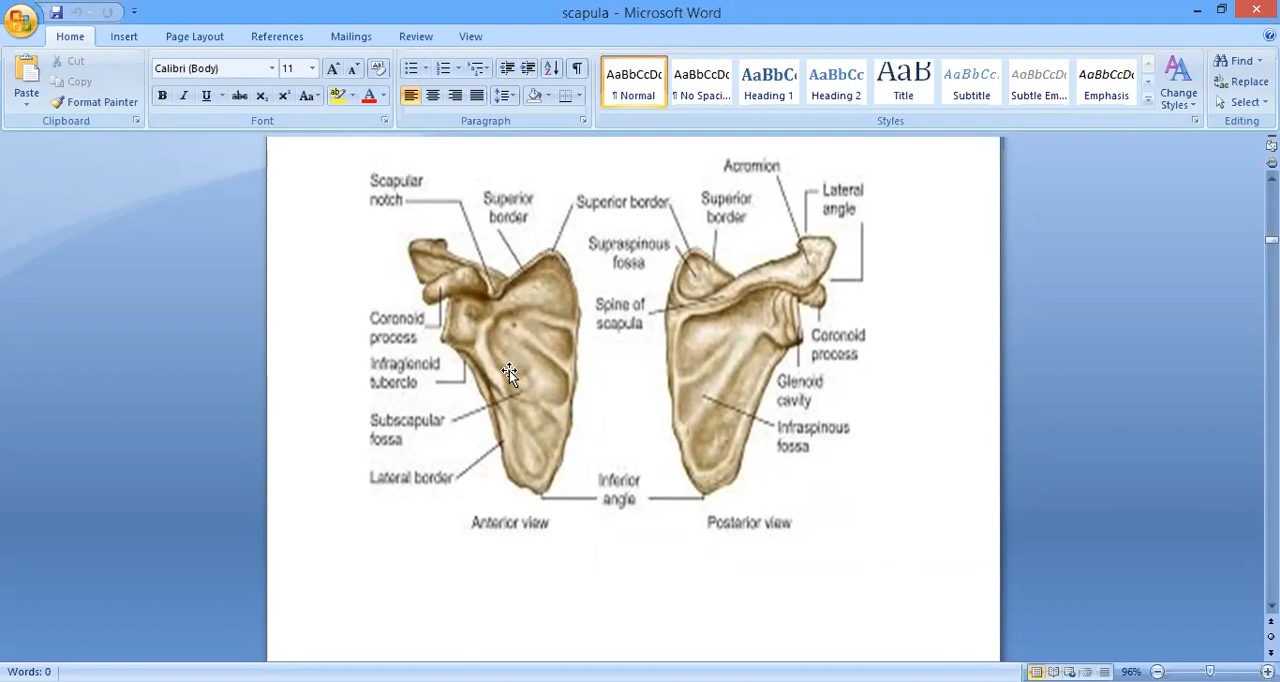 scapula - Microsoft Word
Home Insert Page Layout References Mailings Review View
Paste
Cut
Copy
Format Painter
Clipboard
Calibri (Body) 11
Font
Paragraph
AaBbCcDc AaBbCcDc AaBbC AaBbCc AaB AaBbCc. AaBbCcDc AaBbCcDc
¶ Normal ¶ No Spaci... Heading 1 Heading 2 Title Subtitle Subtle Em... Emphasis
Styles
Change
Styles
Find
Replace
Select
Editing
Scapular
notch
Superior
border
Superior border
Superior
border
Acromion
Lateral
angle
Supraspinous
fossa
Spine of
scapula
Coronoid
process
Infraglenoid
tubercle
Subscapular
fossa
Lateral border
Coronoid
process
Glenoid
cavity
Infraspinous
fossa
Inferior
angle
Anterior view
Posterior view
Words: 0
96%